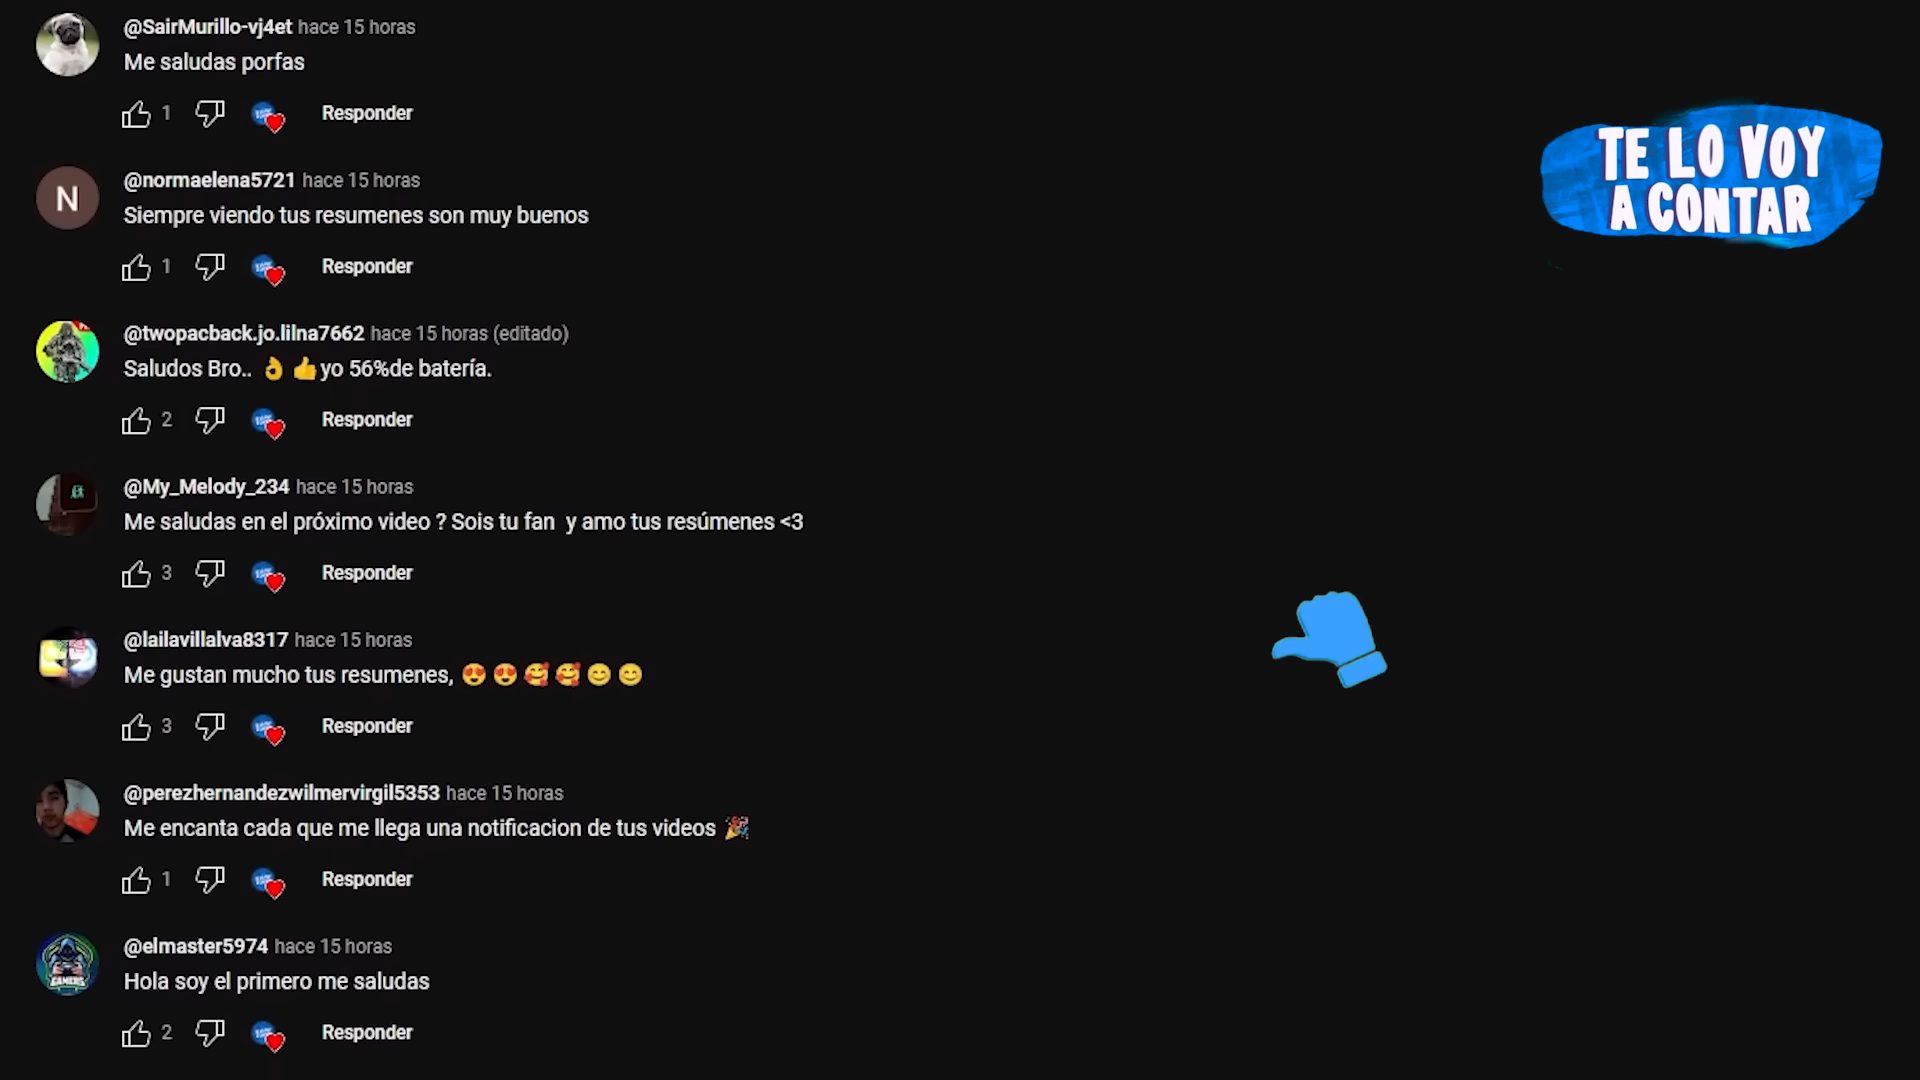 @SairMurillo-vj4et hace 15 horas
Me saludas porfas
1 Responder
@normaelena5721 hace 15 horas
Siempre viendo tus resumenes son muy buenos
1 Responder
@twopacback.jo.lilna7662 hace 15 horas (editado)
Saludos Bro.. 👌👍yo 56%de batería.
2 Responder
@My_Melody_234 hace 15 horas
Me saludas en el próximo video ? Sois tu fan  y amo tus resúmenes <3
3 Responder
@lailavillalva8317 hace 15 horas
Me gustan mucho tus resumenes, 😍😍🥰🥰😊😊
3 Responder
@perezhernandezwilmervirgil5353 hace 15 horas
Me encanta cada que me llega una notificacion de tus videos 🎉
1 Responder
@elmaster5974 hace 15 horas
Hola soy el primero me saludas
2 Responder
N
GAMERS
TE LO VOY
A CONTAR